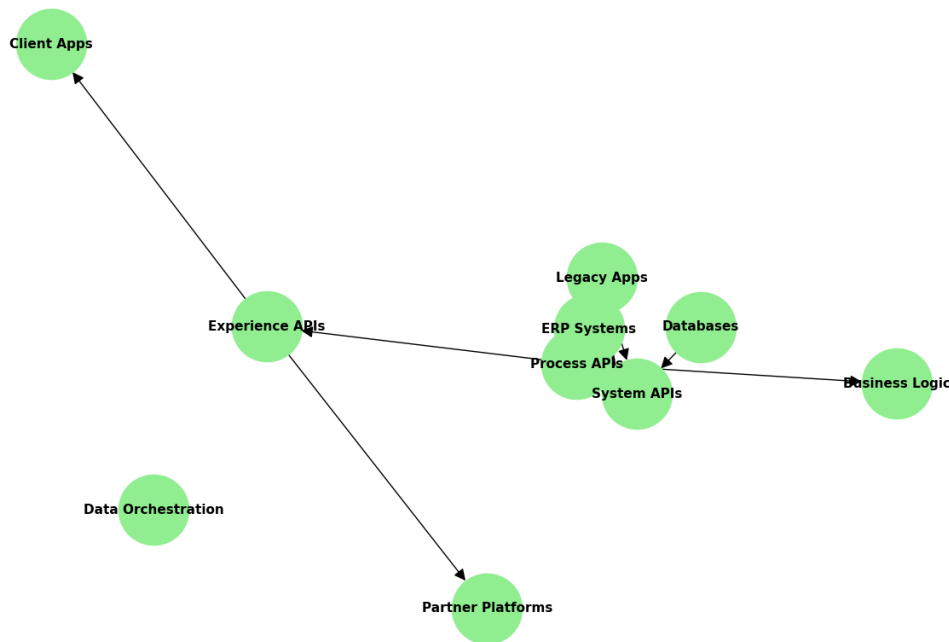 Client Apps
Legacy Apps
Experience APIs
ERP Systems
Databases
Process APIs
System APIs
Business Logic
Data Orchestration
Partner Platforms